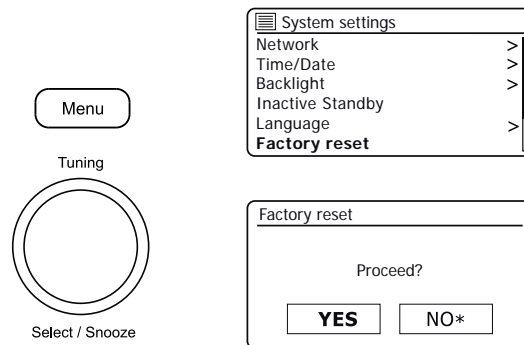 Menu
Tuning
Select / Snooze
System settings
Network >
Time/Date >
Backlight >
Inactive Standby
Language >
Factory reset
Factory reset
Proceed?
YES NO*